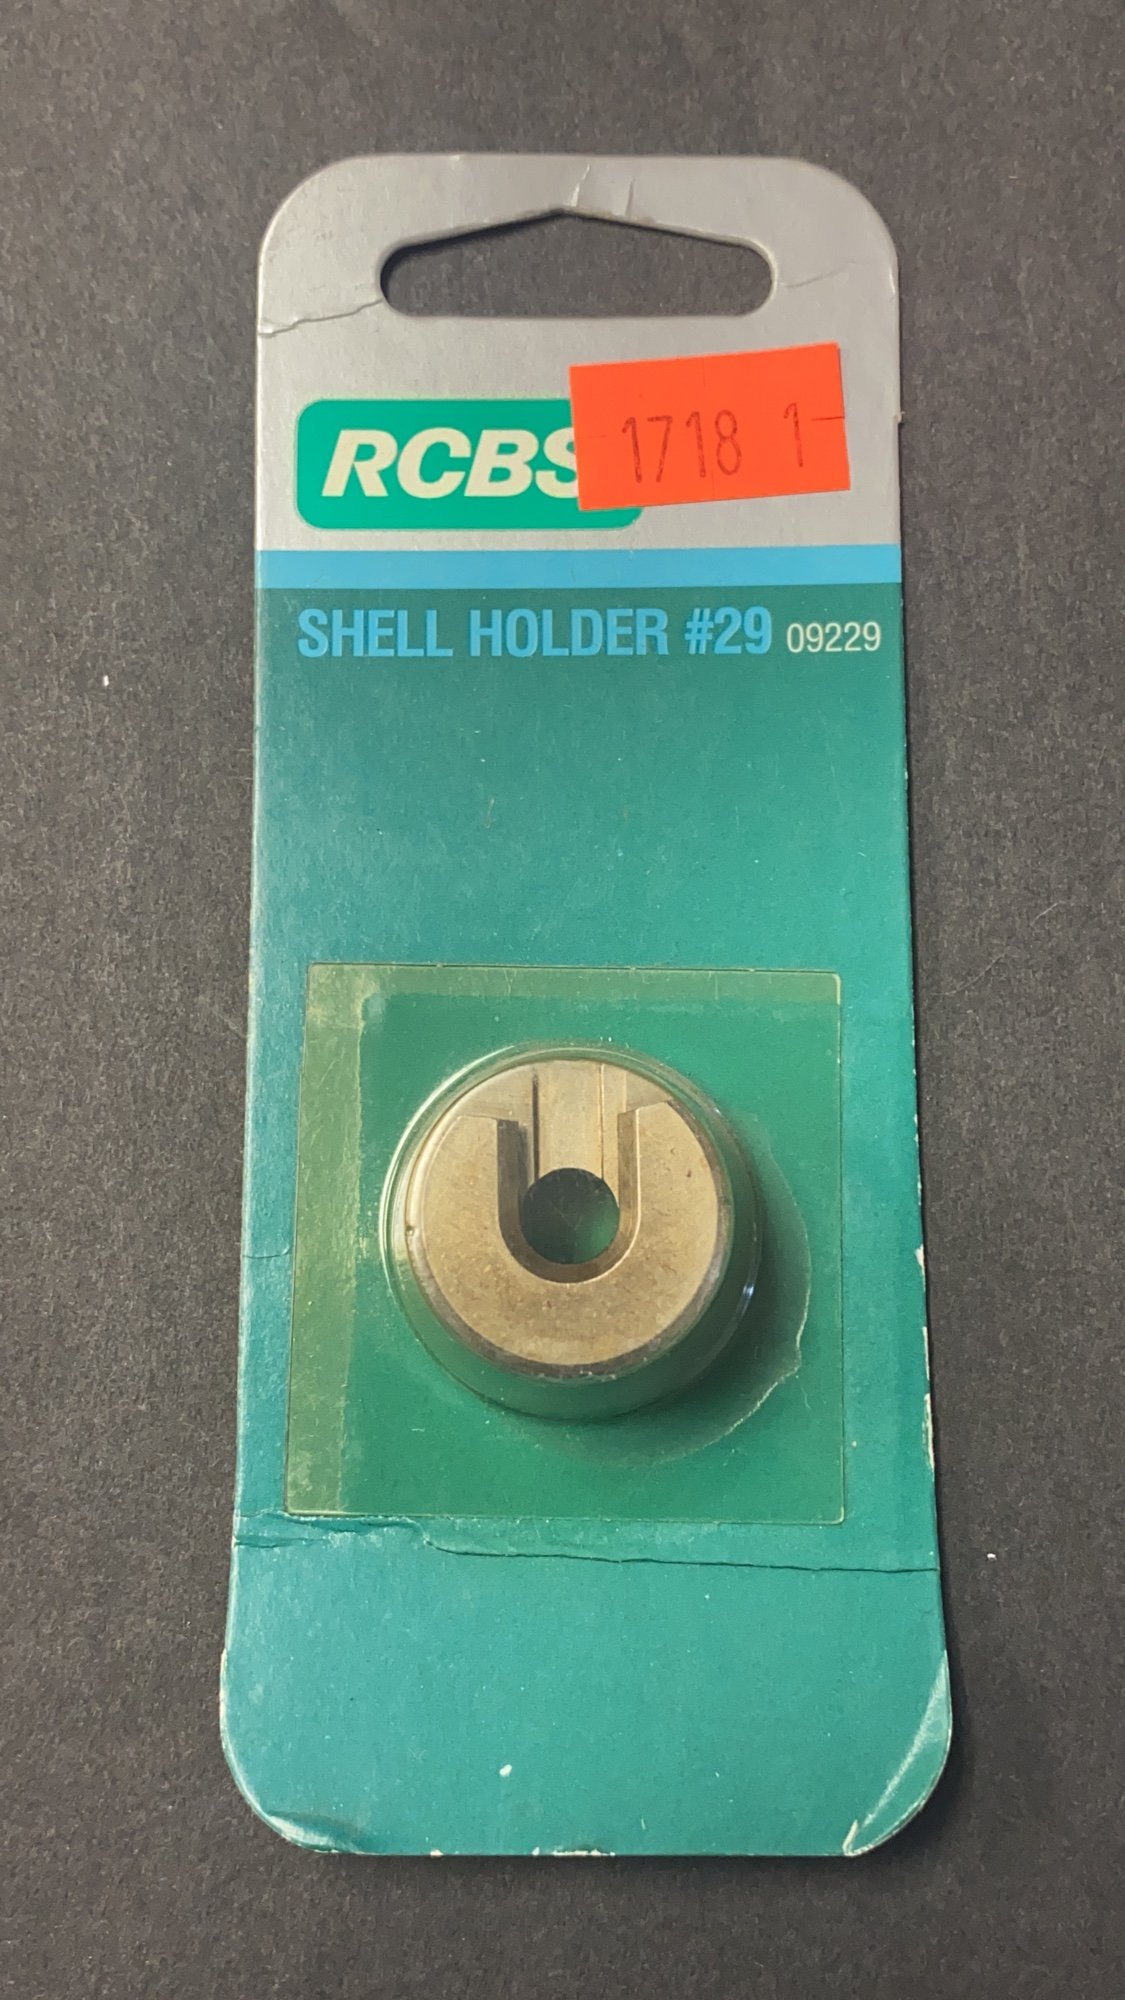 RCBS
1718 1-
SHELL HOLDER #29 09229